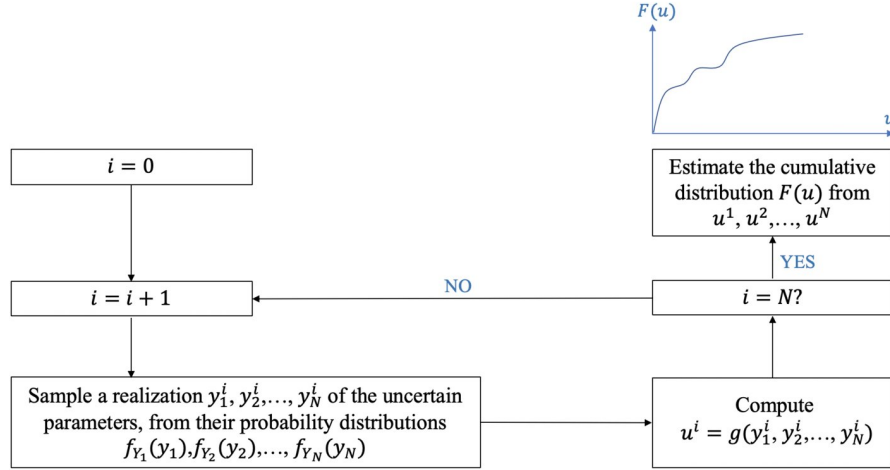 F(u)
u
i = 0
Estimate the cumulative
distribution F(u) from
u¹, u²,..., uᴺ
YES
i = i + 1
NO
i = N?
Sample a realization y₁ⁱ, y₂ⁱ,..., y_Nⁱ of the uncertain
parameters, from their probability distributions
f_{Y₁}(y₁),f_{Y₂}(y₂),..., f_{Y_N}(y_N)
Compute
uⁱ = g(y₁ⁱ, y₂ⁱ,..., y_Nⁱ)